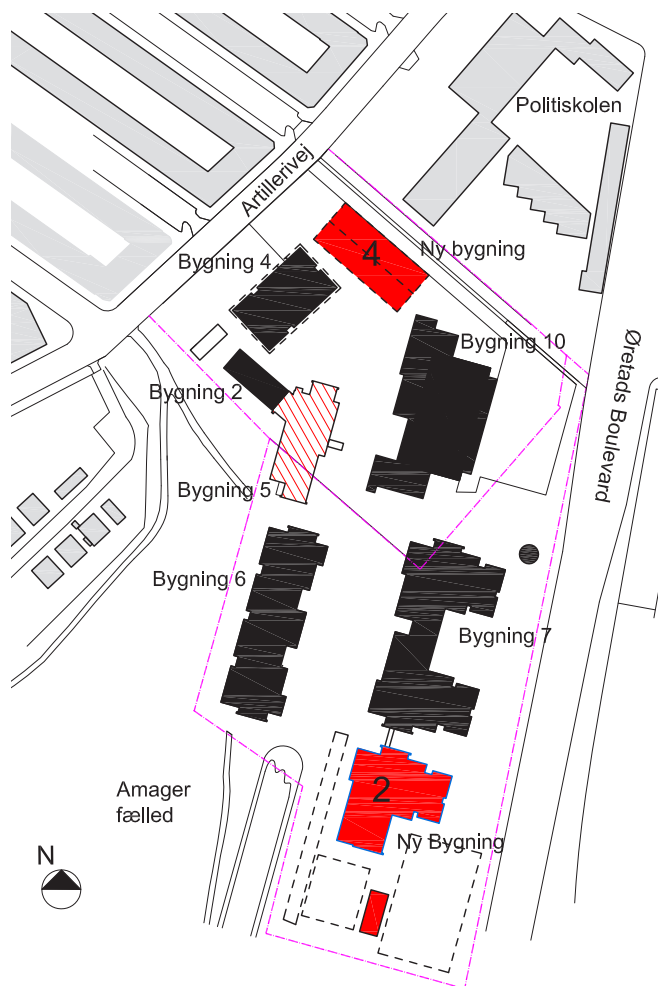 Politiskolen
Artillerivej
Ny bygning
4
Bygning 4
Bygning 10
Øretads Boulevard
Bygning 2
Bygning 5
Bygning 6
Bygning 7
Amager
fælled
2
Ny Bygning
N